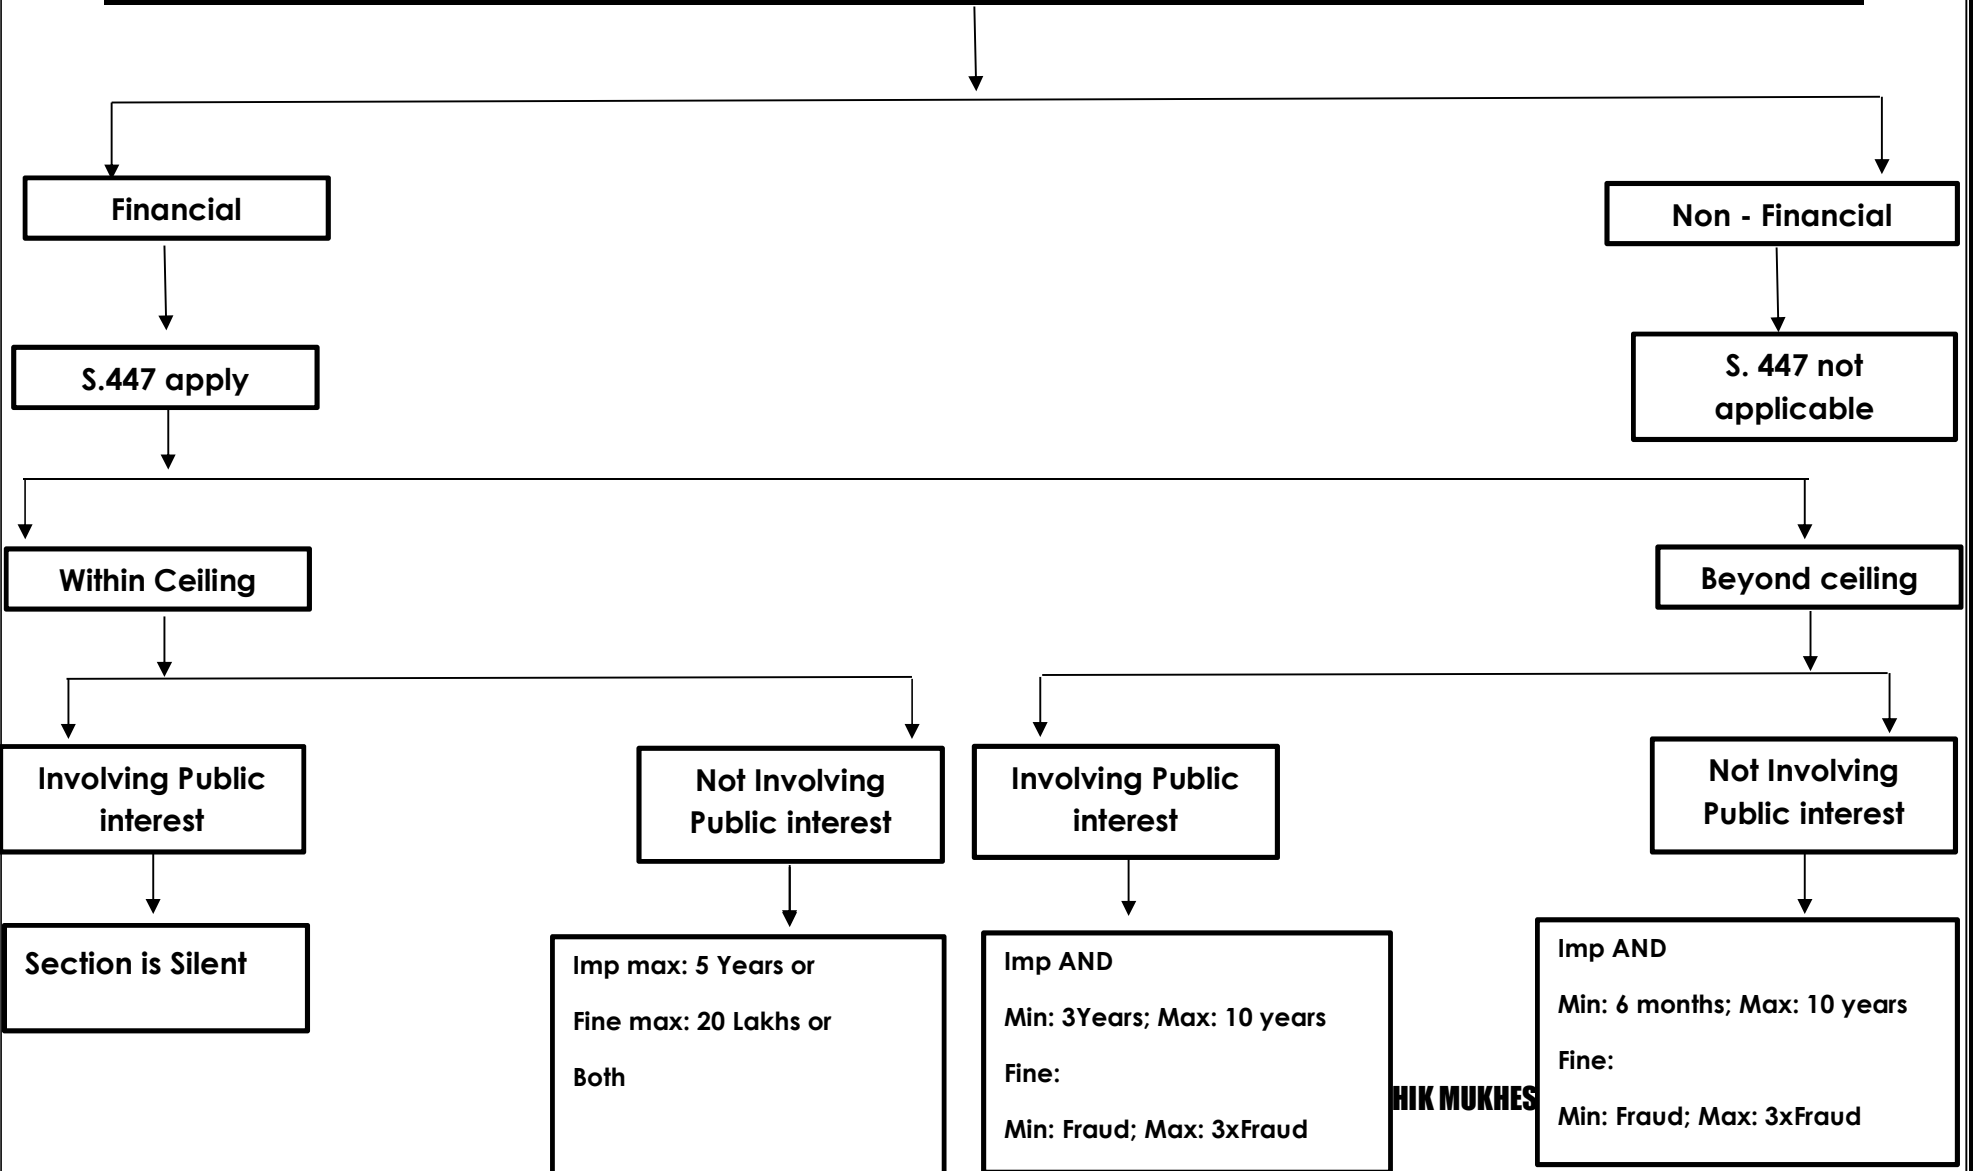 Financial
Non - Financial
S.447 apply
S. 447 not
applicable
Within Ceiling
Beyond ceiling
Involving Public
interest
Not Involving
Public interest
Involving Public
interest
Not Involving
Public interest
Section is Silent
Imp max: 5 Years or
Fine max: 20 Lakhs or
Both
Imp AND
Min: 3Years; Max: 10 years
Fine:
Min: Fraud; Max: 3xFraud
HIK MUKHES
Imp AND
Min: 6 months; Max: 10 years
Fine:
Min: Fraud; Max: 3xFraud